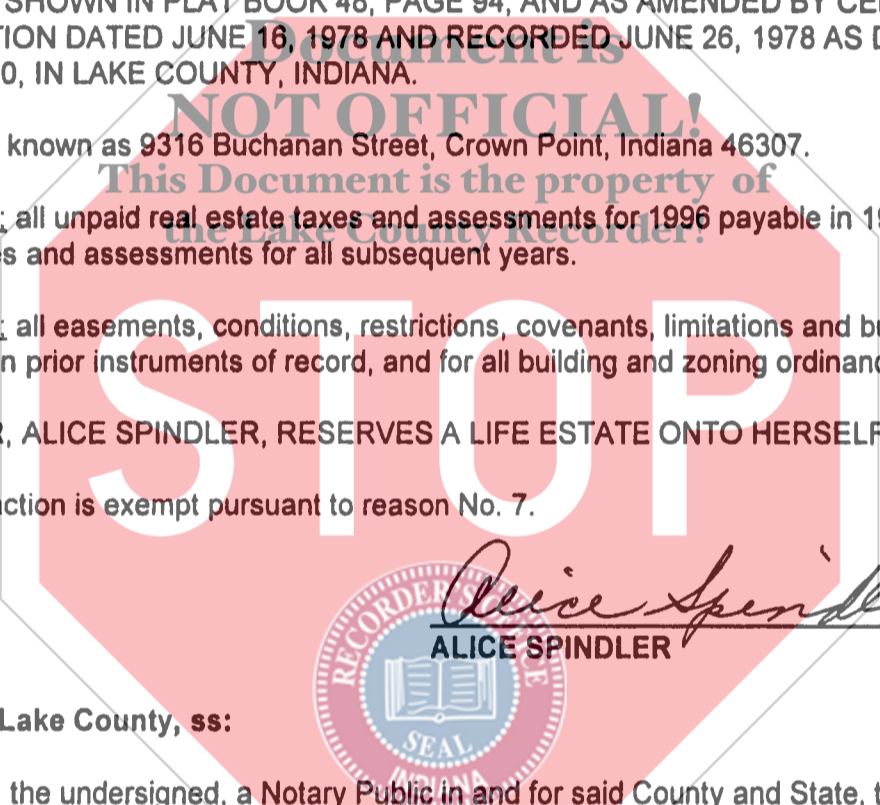 SHOWN IN PLAT BOOK 48, PAGE 94, AND AS AMENDED BY
TION DATED JUNE 16, 1978 AND RECORDED JUNE 26, 1978 AS
Document is
0, IN LAKE COUNTY, INDIANA.
NOT OFFICIAL!
known as 9316 Buchanan Street, Crown Point, Indiana 46307.
This Document is the property of
; all unpaid real estate taxes and assessments for 1996 payable in 19
the Lake County Recorder!
s and assessments for all subsequent years.
STOP
; all easements, conditions, restrictions, covenants, limitations and bu
n prior instruments of record, and for all building and zoning ordinanc
R, ALICE SPINDLER, RESERVES A LIFE ESTATE ONTO HERSELF
ction is exempt pursuant to reason No. 7.
Alice Spindl
ALICE SPINDLER
RECORDER'S OFFICE
SEAL
INDIANA
Lake County, ss:
the undersigned, a Notary Public in and for said County and State, t